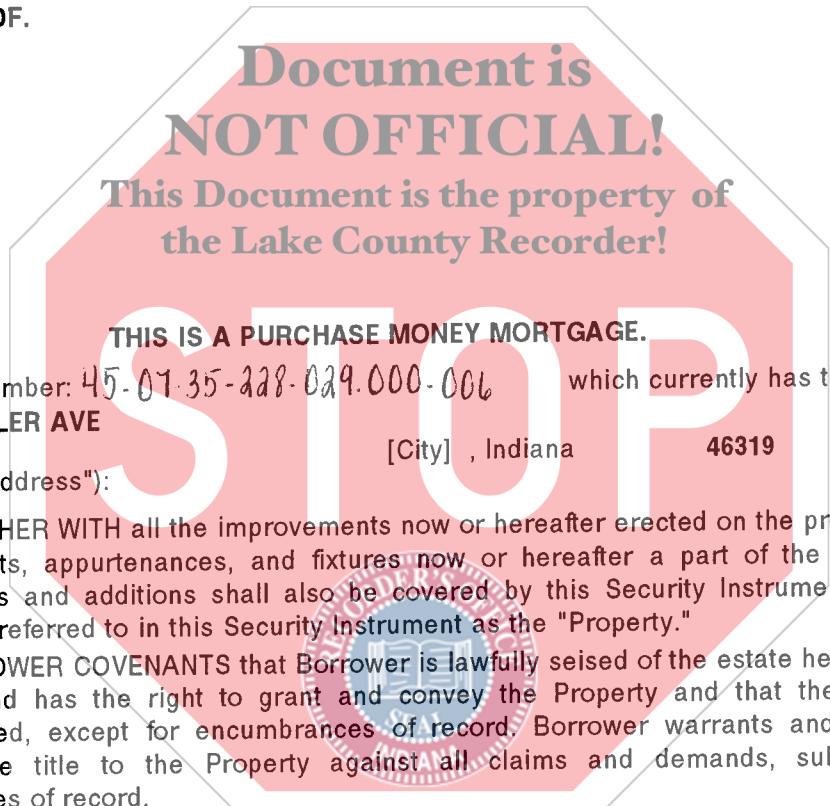 OF.
Document is
NOT OFFICIAL!
This Document is the property of
the Lake County Recorder!
STOP
THIS IS A PURCHASE MONEY MORTGAGE.
mber: 45-07-35-228-029.000-006 which currently has t
LER AVE
[City] , Indiana 46319
ddress"):
HER WITH all the improvements now or hereafter erected on the pr
ts, appurtenances, and fixtures now or hereafter a part of the
s and additions shall also be covered by this Security Instrume
referred to in this Security Instrument as the "Property."
OWER COVENANTS that Borrower is lawfully seised of the estate he
nd has the right to grant and convey the Property and that the
ed, except for encumbrances of record. Borrower warrants and
e title to the Property against all claims and demands, sul
es of record.
RECORDER'S OFFICE
SEAL
INDIANA